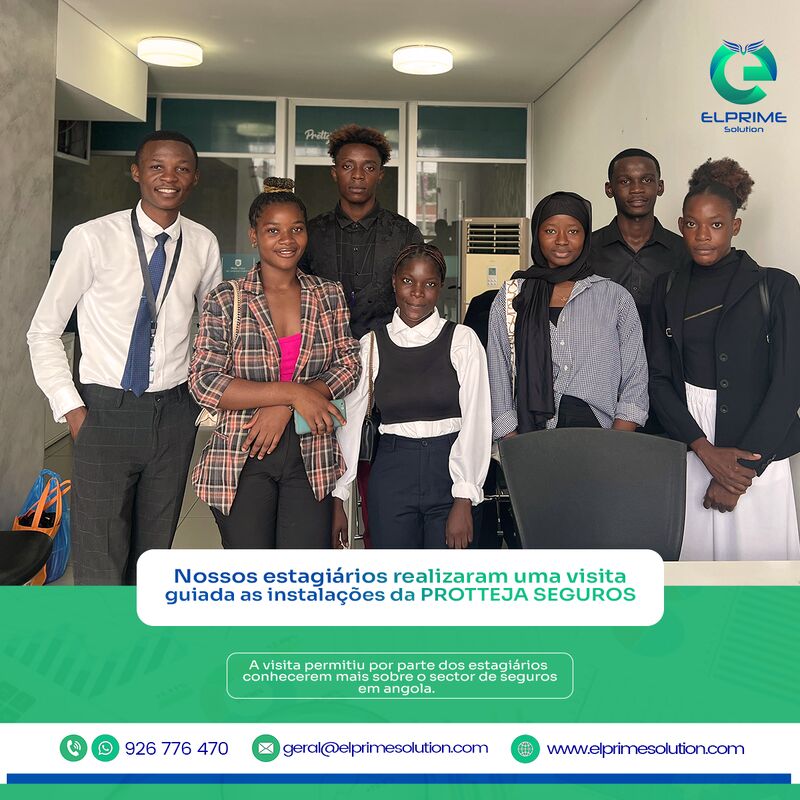 ELPRIME
Solution
Nossos estagiários realizaram uma visita
guiada as instalações da PROTTEJA SEGUROS
A visita permitiu por parte dos estagiários
conhecerem mais sobre o sector de seguros
em angola.
926 776 470
geral@elprimesolution.com
www.elprimesolution.com